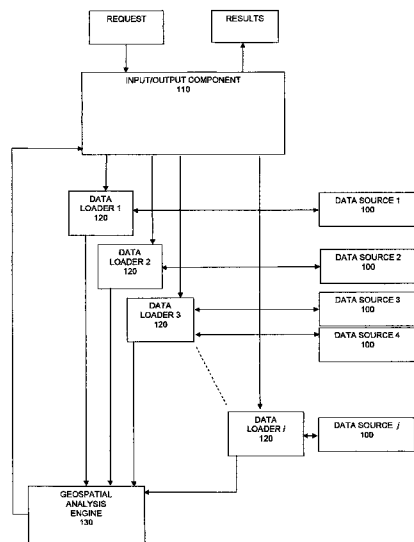 REQUEST
RESULTS
INPUT/OUTPUT COMPONENT
110
DATA
LOADER 1
120
DATA SOURCE 1
100
DATA
LOADER 2
120
DATA SOURCE 2
100
DATA
LOADER 3
120
DATA SOURCE 3
100
DATA SOURCE 4
100
DATA
LOADER i
120
DATA SOURCE j
100
GEOSPATIAL
ANALYSIS
ENGINE
130